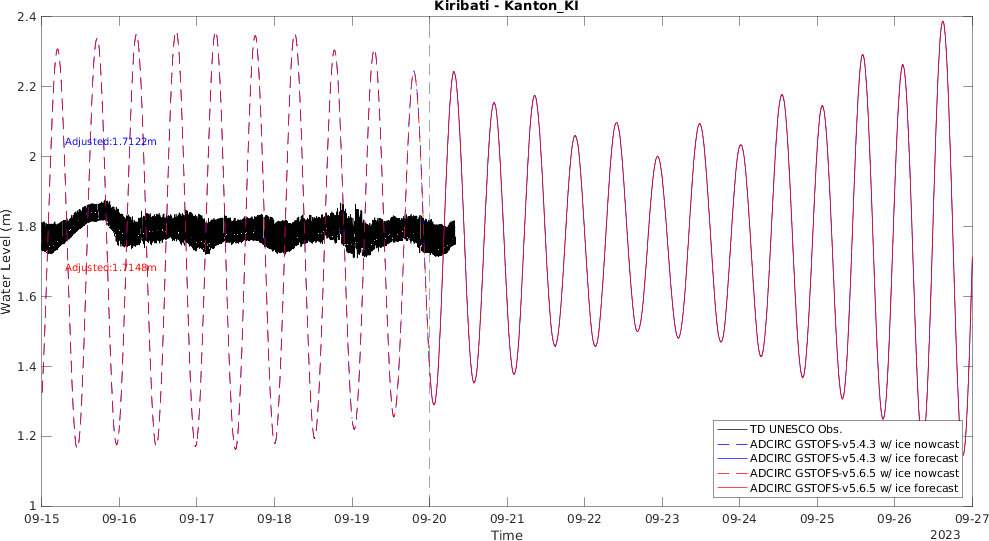 Kiribati - Kanton_KI
2.4
2.2
2
1.8
1.6
1.4
1.2
1
Water Level (m)
Adjusted:1.7122m
Adjusted:1.7148m
TD UNESCO Obs.
ADCIRC GSTOFS-v5.4.3 w/ ice nowcast
ADCIRC GSTOFS-v5.4.3 w/ ice forecast
ADCIRC GSTOFS-v5.6.5 w/ ice nowcast
ADCIRC GSTOFS-v5.6.5 w/ ice forecast
09-15 09-16 09-17 09-18 09-19 09-20 09-21 09-22 09-23 09-24 09-25 09-26 09-27
Time
2023